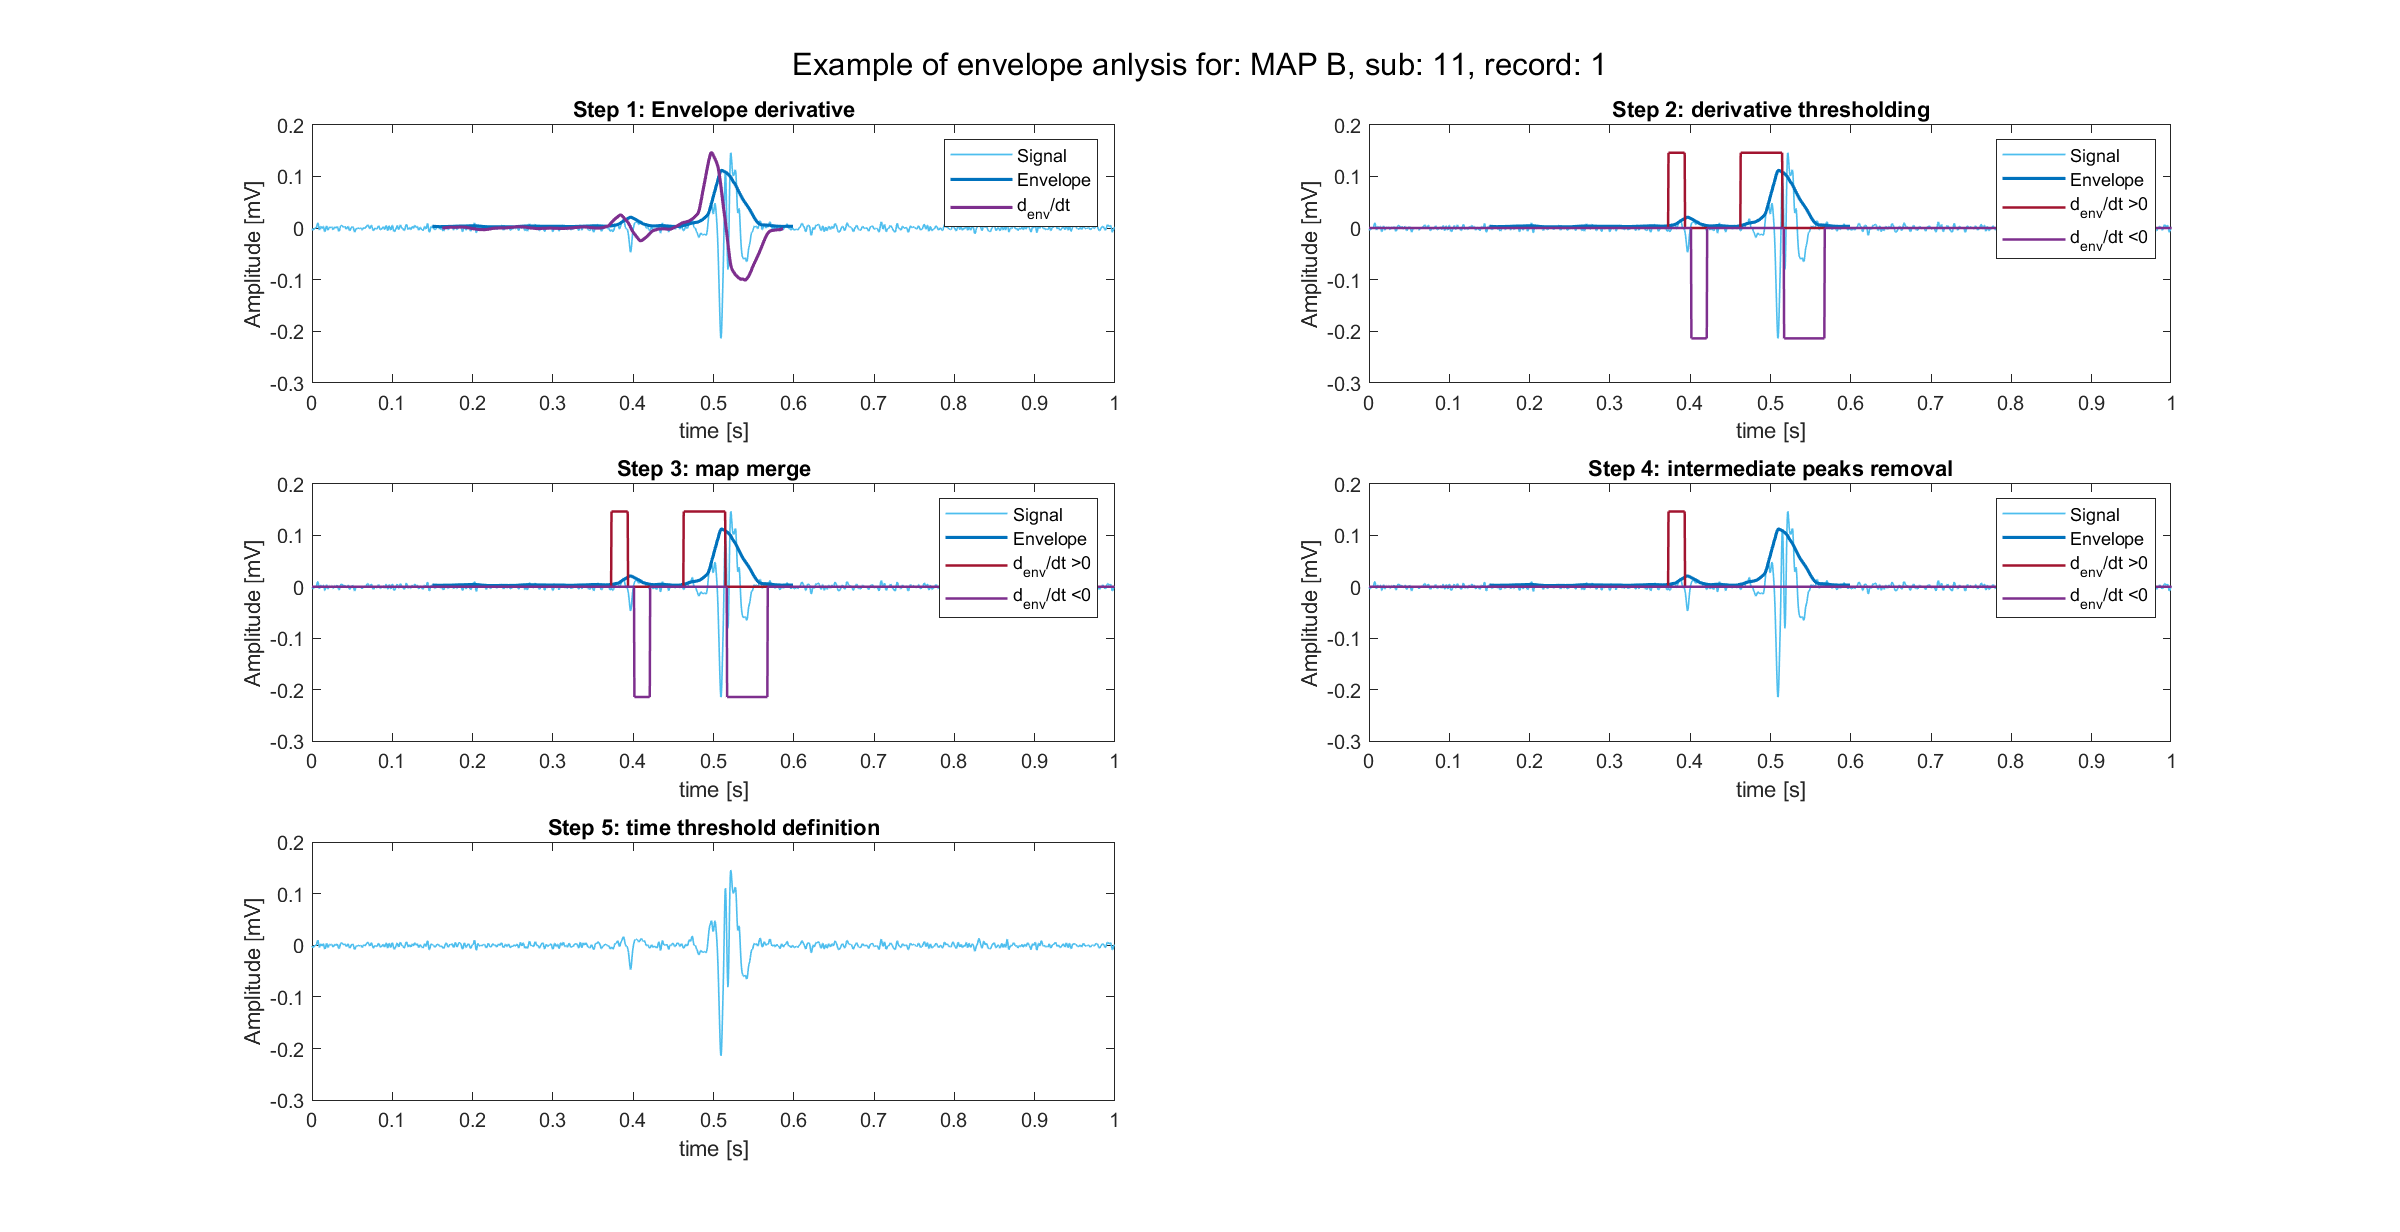 Example of envelope anlysis for: MAP B, sub: 11, record: 1
Step 1: Envelope derivative
0.2
0.1
0
-0.1
-0.2
-0.3
Amplitude [mV]
0 0.1 0.2 0.3 0.4 0.5 0.6 0.7 0.8 0.9 1
time [s]
Signal
Envelope
d_env/dt
Step 2: derivative thresholding
0.2
0.1
0
-0.1
-0.2
-0.3
Amplitude [mV]
0 0.1 0.2 0.3 0.4 0.5 0.6 0.7 0.8 0.9 1
time [s]
Signal
Envelope
d_env/dt >0
d_env/dt <0
Step 3: map merge
0.2
0.1
0
-0.1
-0.2
-0.3
Amplitude [mV]
0 0.1 0.2 0.3 0.4 0.5 0.6 0.7 0.8 0.9 1
time [s]
Signal
Envelope
d_env/dt >0
d_env/dt <0
Step 4: intermediate peaks removal
0.2
0.1
0
-0.1
-0.2
-0.3
Amplitude [mV]
0 0.1 0.2 0.3 0.4 0.5 0.6 0.7 0.8 0.9 1
time [s]
Signal
Envelope
d_env/dt >0
d_env/dt <0
Step 5: time threshold definition
0.2
0.1
0
-0.1
-0.2
-0.3
Amplitude [mV]
0 0.1 0.2 0.3 0.4 0.5 0.6 0.7 0.8 0.9 1
time [s]